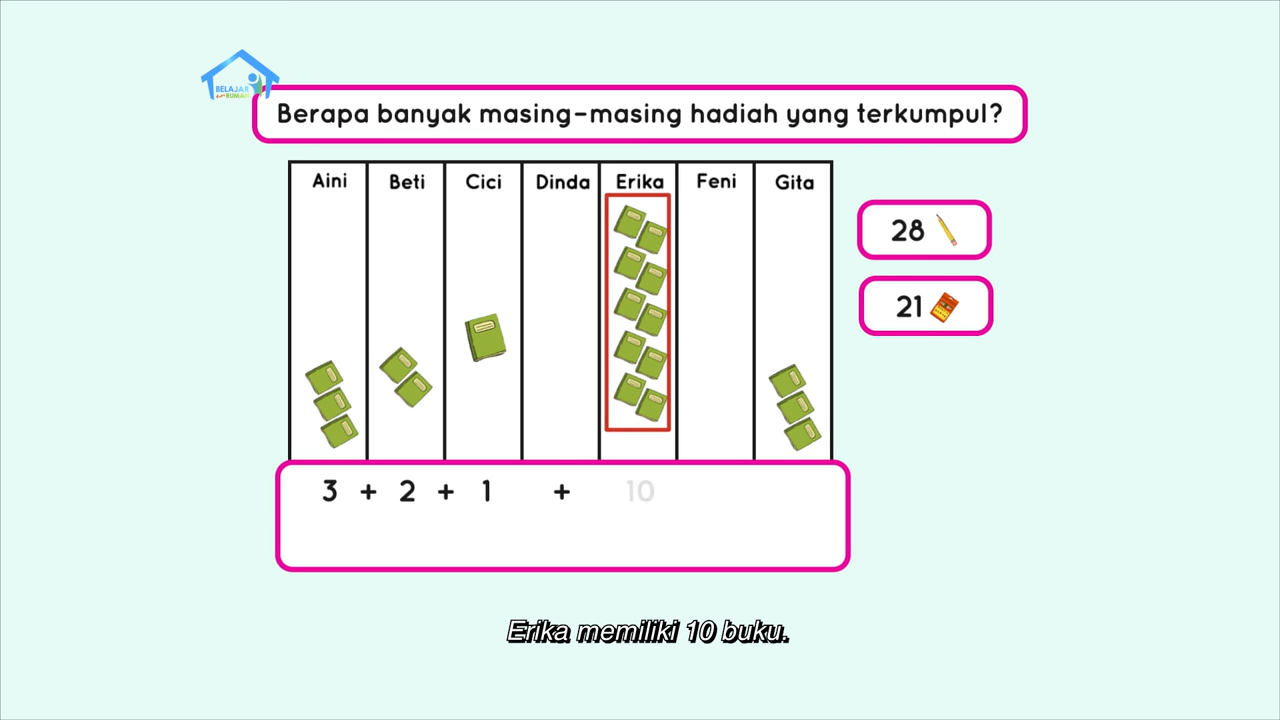 BELAJAR
dari RUMAH
Berapa banyak masing-masing hadiah yang terkumpul?
Aini Beti Cici Dinda Erika Feni Gita
28
21
3 + 2 + 1 + 10
Erika memiliki 10 buku.